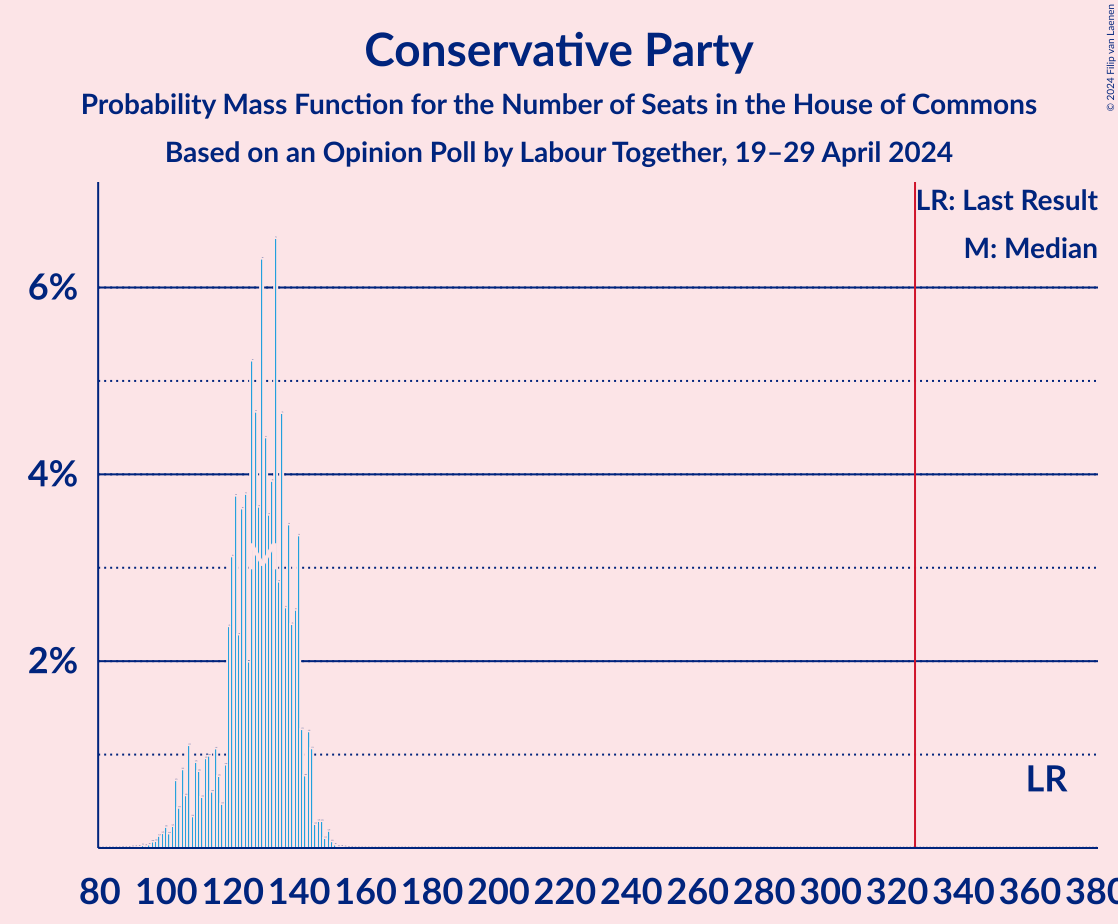 Conservative Party
Probability Mass Function for the Number of Seats in the House of Commons
Based on an Opinion Poll by Labour Together, 19–29 April 2024
© 2024 Filip van Laenen
LR: Last Result
M: Median
6%
4%
2%
LR
80 100 120 140 160 180 200 220 240 260 280 300 320 340 360 380